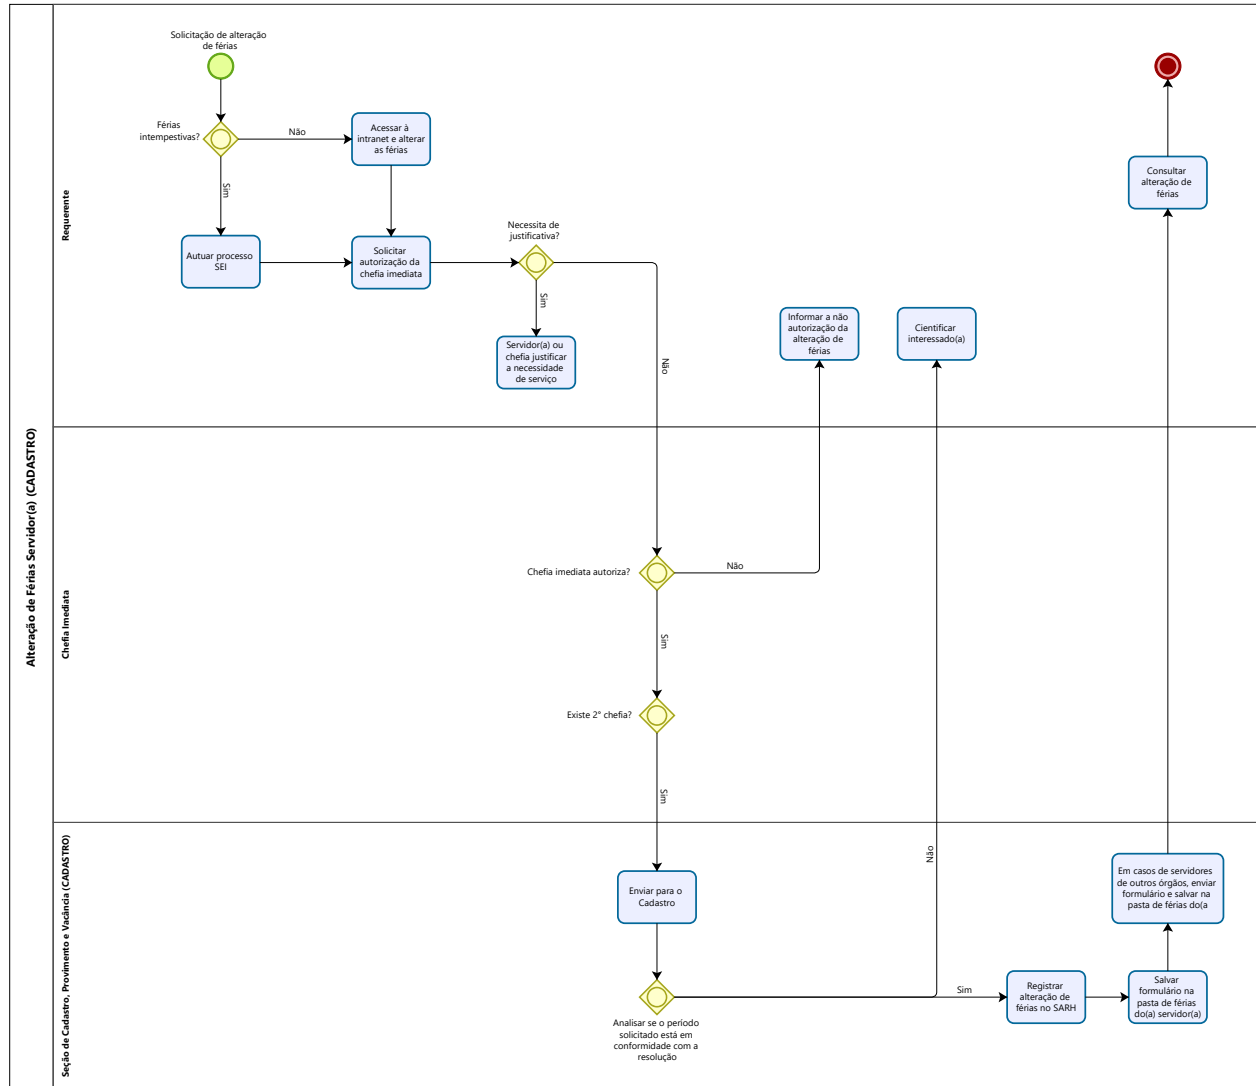 Alteração de Férias Servidor(a) (CADASTRO)
Requerente
Solicitação de alteração
de férias
Férias
intempestivas?
Não
Acessar à
intranet e alterar
as férias
Sim
Autuar processo
SEI
Solicitar
autorização da
chefia imediata
Necessita de
justificativa?
Sim
Servidor(a) ou
chefia justificar
a necessidade
de serviço
Não
Informar a não
autorização da
alteração de
férias
Cientificar
interessado(a)
Consultar
alteração de
férias
Chefia Imediata
Chefia imediata autoriza?
Não
Sim
Existe 2° chefia?
Sim
Seção de Cadastro, Provimento e Vacância (CADASTRO)
Enviar para o
Cadastro
Analisar se o período
solicitado está em
conformidade com a
resolução
Não
Sim
Registrar
alteração de
férias no SARH
Salvar
formulário na
pasta de férias
do(a) servidor(a)
Em casos de servidores
de outros órgãos, enviar
formulário e salvar na
pasta de férias do(a